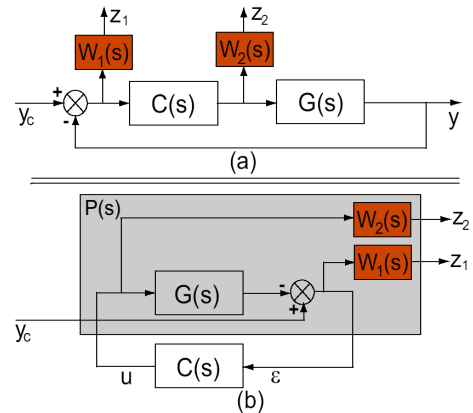 z1 z2
W1(s) W2(s)
+ C(s) G(s)
yc - y
(a)
P(s)
W2(s) z2
W1(s) z1
G(s) -
+
yc
C(s)
u ε
(b)